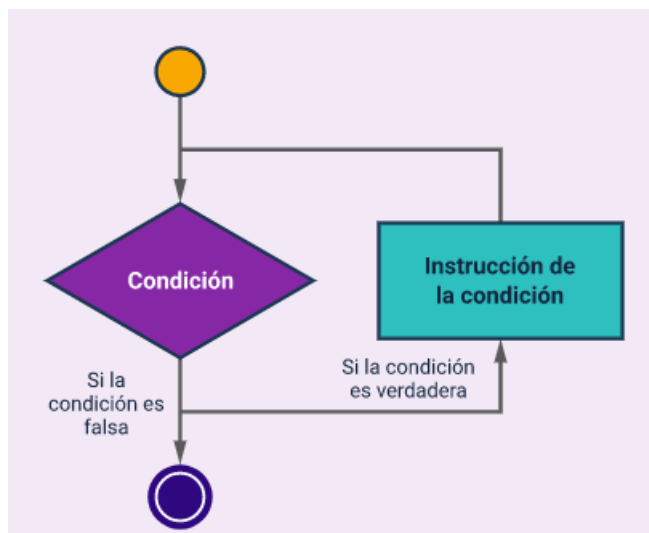 Condición
Instrucción de
la condición
Si la
condición es
falsa
Si la condición
es verdadera